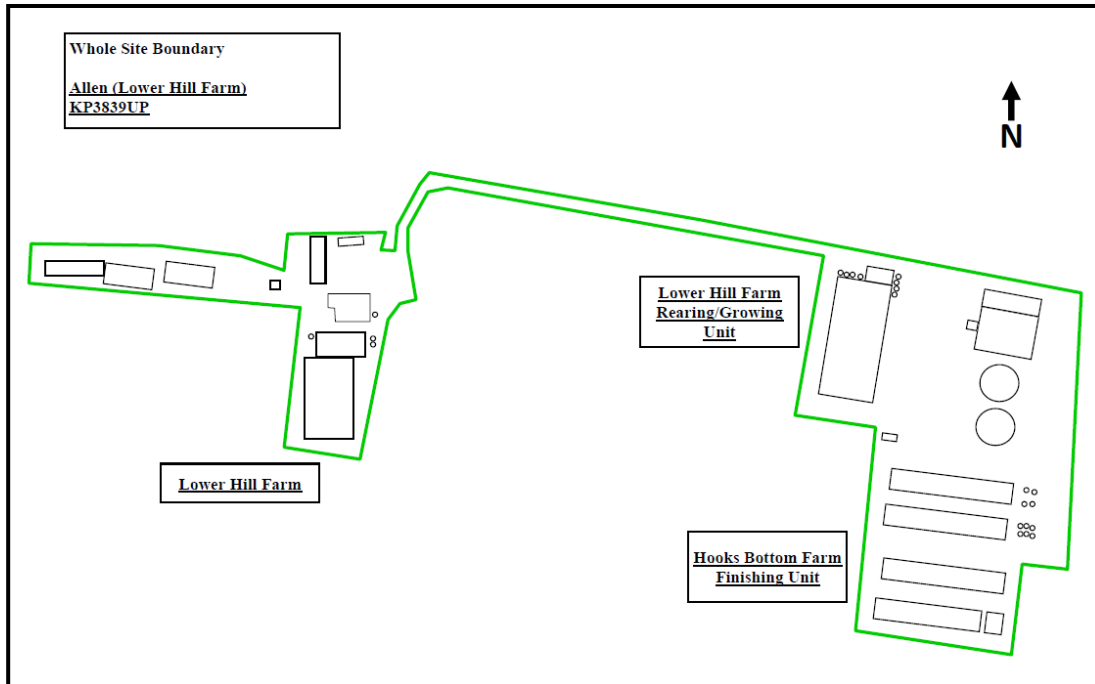 Whole Site Boundary
Allen (Lower Hill Farm)
KP3839UP
N
Lower Hill Farm
Rearing/Growing
Unit
Lower Hill Farm
Hooks Bottom Farm
Finishing Unit